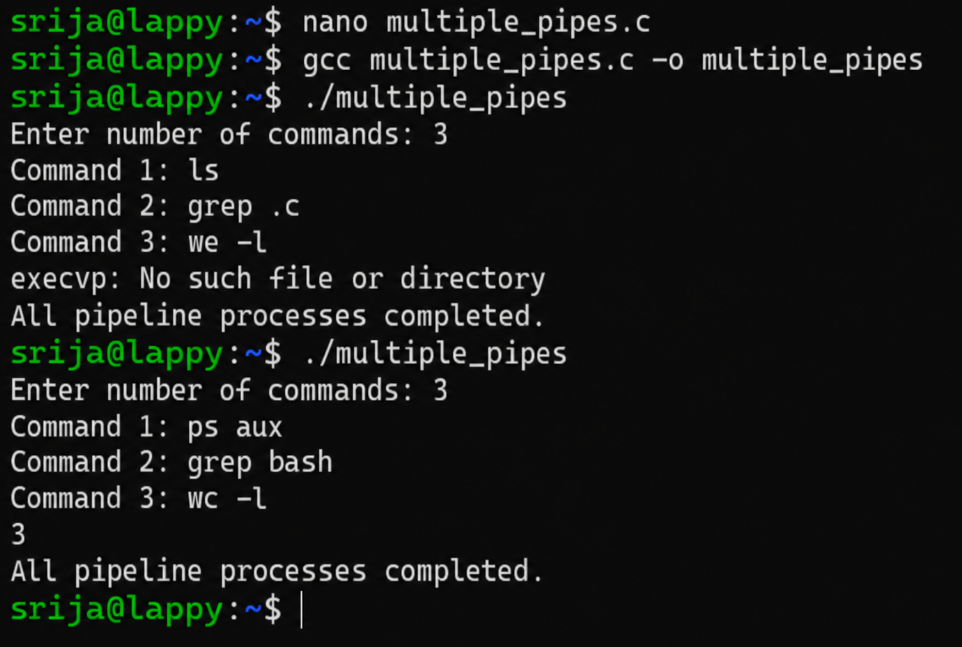 srija@lappy:~$ nano multiple_pipes.c
srija@lappy:~$ gcc multiple_pipes.c -o multiple_pipes
srija@lappy:~$ ./multiple_pipes
Enter number of commands: 3
Command 1: ls
Command 2: grep .c
Command 3: we -l
execvp: No such file or directory
All pipeline processes completed.
srija@lappy:~$ ./multiple_pipes
Enter number of commands: 3
Command 1: ps aux
Command 2: grep bash
Command 3: wc -l
3
All pipeline processes completed.
srija@lappy:~$